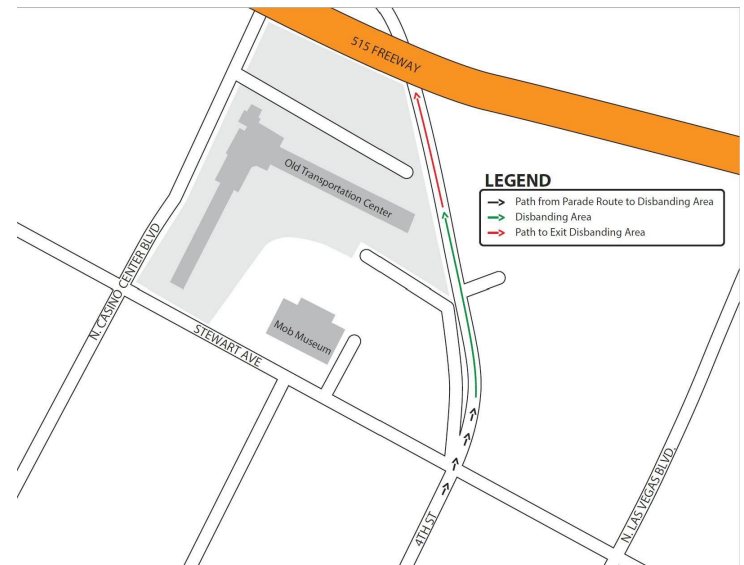 515 FREEWAY
Old Transportation Center
LEGEND
Path from Parade Route to Disbanding Area
Disbanding Area
Path to Exit Disbanding Area
N. CASINO CENTER BLVD
STEWART AVE
Mob Museum
4TH ST
N. LAS VEGAS BLVD.